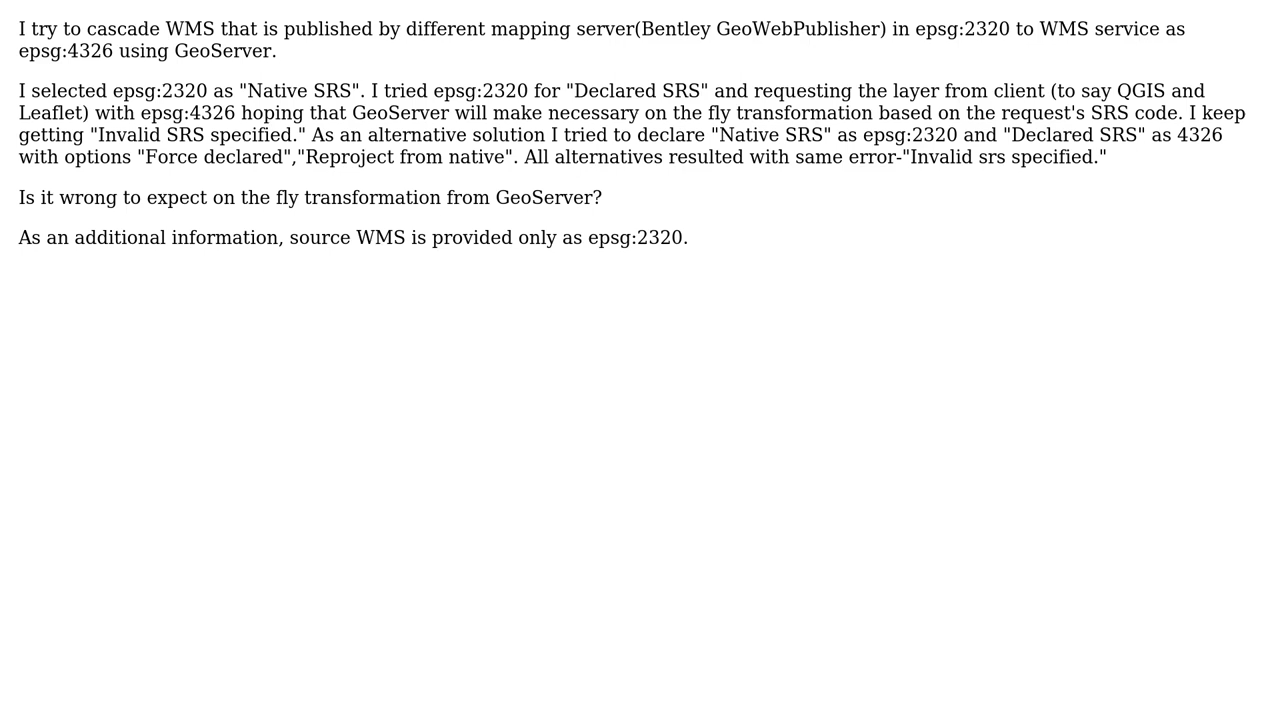 I try to cascade WMS that is published by different mapping server(Bentley GeoWebPublisher) in epsg:2320 to WMS service as
epsg:4326 using GeoServer.
I selected epsg:2320 as "Native SRS". I tried epsg:2320 for "Declared SRS" and requesting the layer from client (to say QGIS and
Leaflet) with epsg:4326 hoping that GeoServer will make necessary on the fly transformation based on the request's SRS code. I keep
getting "Invalid SRS specified." As an alternative solution I tried to declare "Native SRS" as epsg:2320 and "Declared SRS" as 4326
with options "Force declared","Reproject from native". All alternatives resulted with same error-"Invalid srs specified."
Is it wrong to expect on the fly transformation from GeoServer?
As an additional information, source WMS is provided only as epsg:2320.